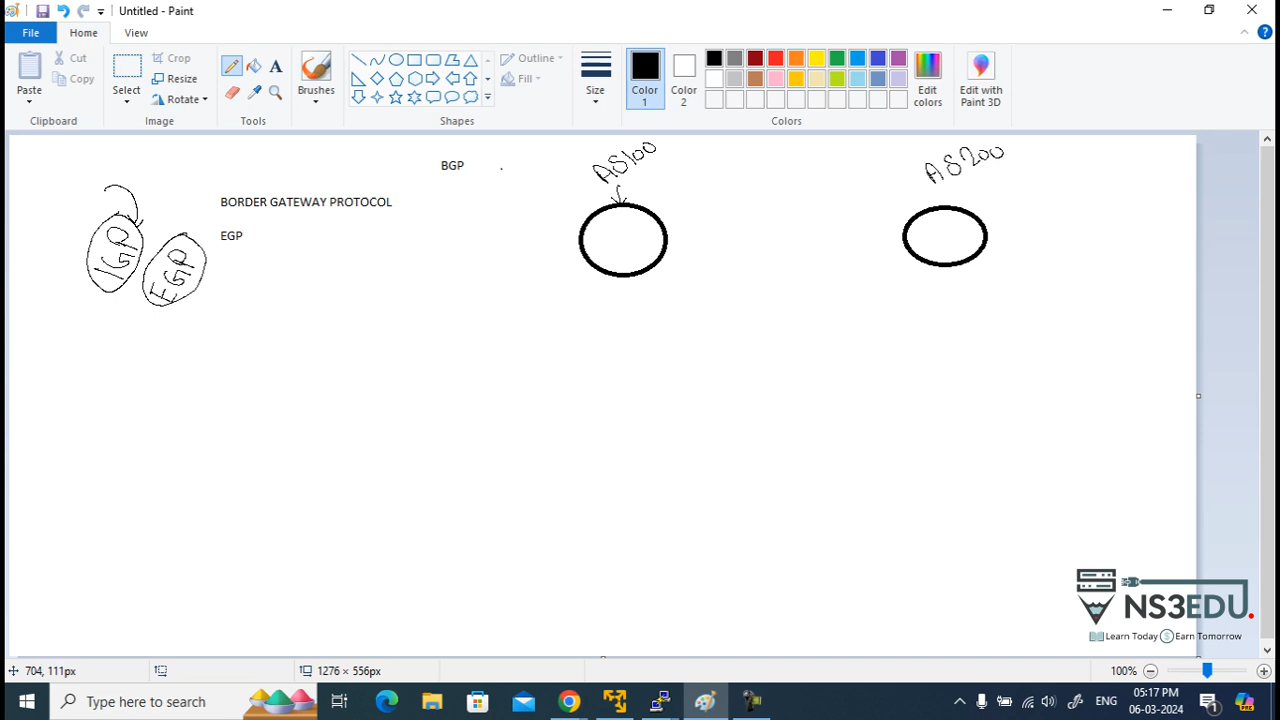 Untitled - Paint
File
Home
View
Paste
Cut
Copy
Clipboard
Select
Crop
Resize
Rotate
Image
A
Tools
Brushes
Outline
Fill
Shapes
Size
Color 1
Color 2
Edit colors
Edit with Paint 3D
Colors
BGP .
AS100
AS200
BORDER GATEWAY PROTOCOL
EGP
IGP
EGP
NS3EDU.
Learn Today $ Earn Tomorrow
704, 111px
1276 × 556px
100%
Type here to search
ENG
05:17 PM
06-03-2024
1
PRE